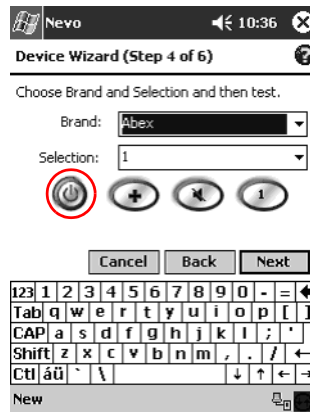 Nevo 10:36
Device Wizard (Step 4 of 6)
Choose Brand and Selection and then test.
Brand: Abex
Selection: 1
1
Cancel Back Next
123 1 2 3 4 5 6 7 8 9 0 - =
Tab q w e r t y u i o p [ ]
CAP a s d f g h j k l ; '
Shift z x c v b n m , . /
Ctl áü ` \
New